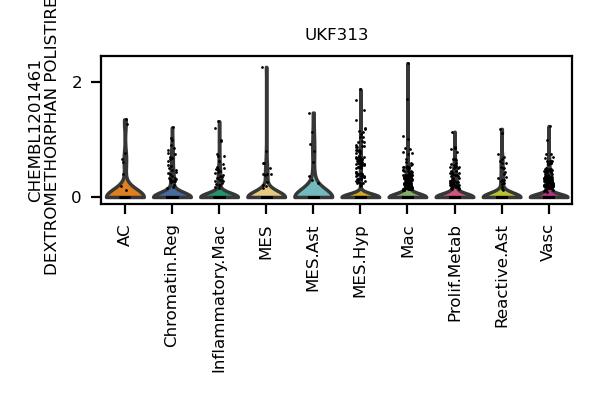 UKF313
CHEMBL1201461
DEXTROMETHORPHAN POLISTIRE
2
0
AC
Chromatin.Reg
Inflammatory.Mac
MES
MES.Ast
MES.Hyp
Mac
Prolif.Metab
Reactive.Ast
Vasc